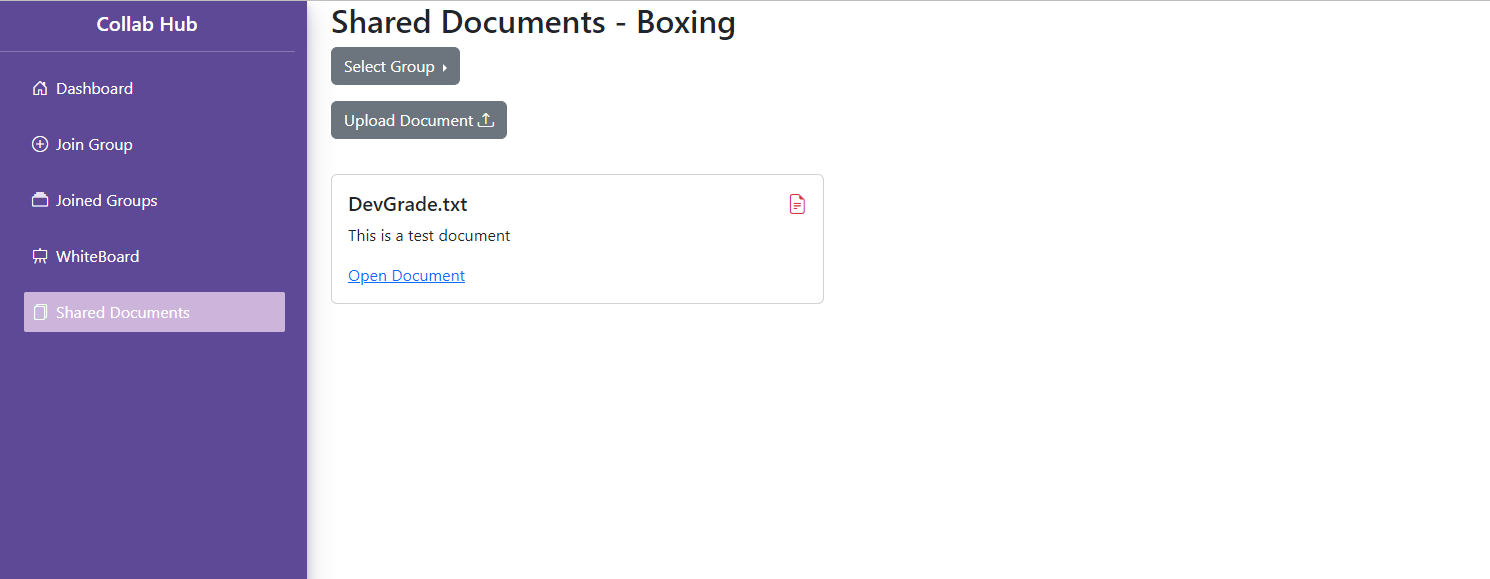 Collab Hub
Dashboard
Join Group
Joined Groups
WhiteBoard
Shared Documents
Shared Documents - Boxing
Select Group
Upload Document
DevGrade.txt
This is a test document
Open Document